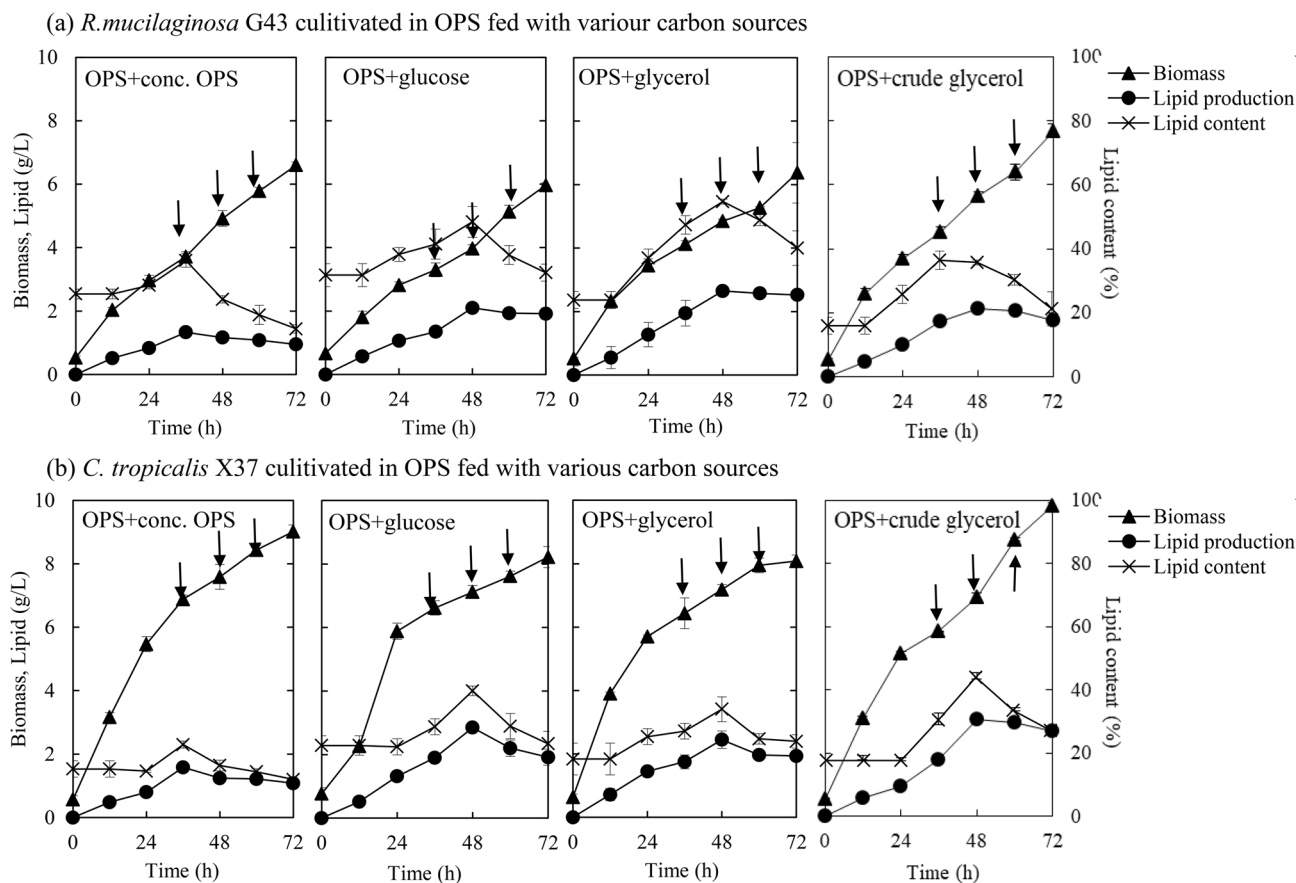 (a) R.mucilaginosa G43 culitivated in OPS fed with variour carbon sources
10
8
6
4
2
0
Biomass, Lipid (g/L)
OPS+conc. OPS
OPS+glucose
OPS+glycerol
OPS+crude glycerol
100
80
60
40
20
0
Lipid content (%)
Biomass
Lipid production
Lipid content
0 24 48 72
0 24 48 72
0 24 48 72
0 24 48 72
Time (h)
Time (h)
Time (h)
Time (h)
(b) C. tropicalis X37 culitivated in OPS fed with various carbon sources
10
8
6
4
2
0
Biomass, Lipid (g/L)
OPS+conc. OPS
OPS+glucose
OPS+glycerol
OPS+crude glycerol
100
80
60
40
20
0
Lipid content (%)
Biomass
Lipid production
Lipid content
0 24 48 72
0 24 48 72
0 24 48 72
0 24 48 72
Time (h)
Time (h)
Time (h)
Time (h)